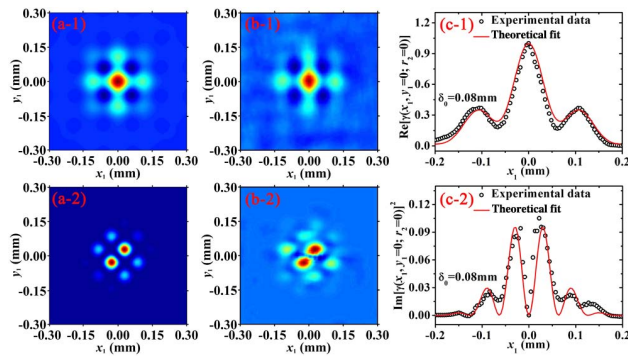 (a-1)
0.30
0.15
0.00
-0.15
-0.30
y₁ (mm)
-0.30 -0.15 0.00 0.15 0.30
x₁ (mm)
(b-1)
0.30
0.15
0.00
-0.15
-0.30
y₁ (mm)
-0.30 -0.15 0.00 0.15 0.30
x₁ (mm)
(c-1)
Experimental data
Theoretical fit
δ₀=0.08mm
1.2
0.9
0.6
0.3
0.0
Re[γ(x₁, y₁=0; r₂=0)]
-0.2 -0.1 0.0 0.1 0.2
x₁ (mm)
(a-2)
0.30
0.15
0.00
-0.15
-0.30
y₁ (mm)
-0.30 -0.15 0.00 0.15 0.30
x₁ (mm)
(b-2)
0.30
0.15
0.00
-0.15
-0.30
y₁ (mm)
-0.30 -0.15 0.00 0.15 0.30
x₁ (mm)
(c-2)
Experimental data
Theoretical fit
δ₀=0.08mm
0.12
0.08
0.04
0.00
Im[γ(x₁, y₁=0; r₂=0)]²
-0.2 -0.1 0.0 0.1 0.2
x₁ (mm)